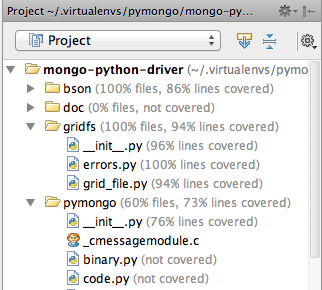 Project ~/.virtualenvs/pymongo/mongo-py...
Project
mongo-python-driver (~/.virtualenvs/pymo
bson (100% files, 86% lines covered)
doc (0% files, not covered)
gridfs (100% files, 94% lines covered)
__init__.py (96% lines covered)
errors.py (100% lines covered)
grid_file.py (94% lines covered)
pymongo (60% files, 73% lines covered)
__init__.py (76% lines covered)
_cmessagemodule.c
binary.py (not covered)
code.py (not covered)